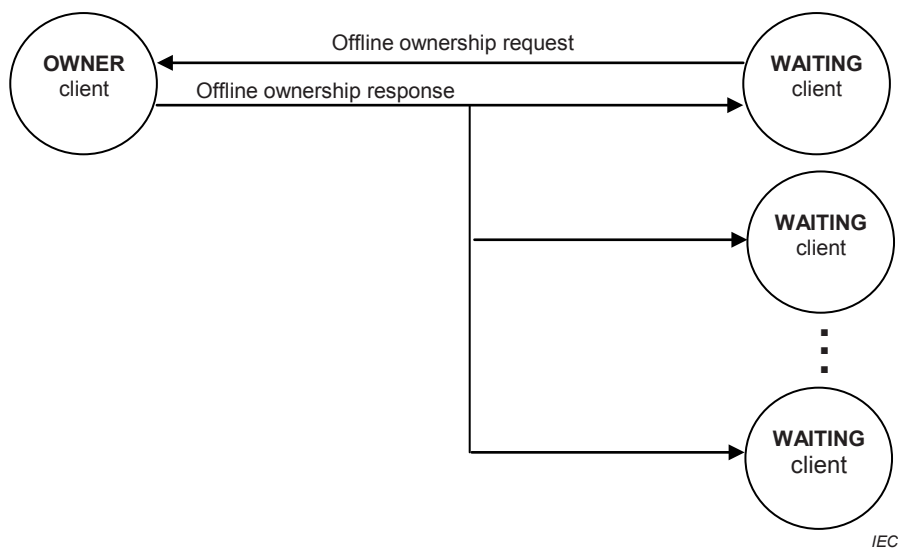 Offline ownership request
OWNER
client
WAITING
client
Offline ownership response
WAITING
client
WAITING
client
IEC